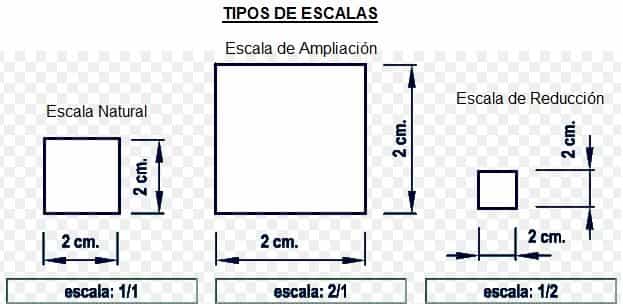 TIPOS DE ESCALAS
Escala Natural
2 cm.
2 cm.
escala: 1/1
Escala de Ampliación
2 cm.
2 cm.
escala: 2/1
Escala de Reducción
2 cm.
2 cm.
escala: 1/2